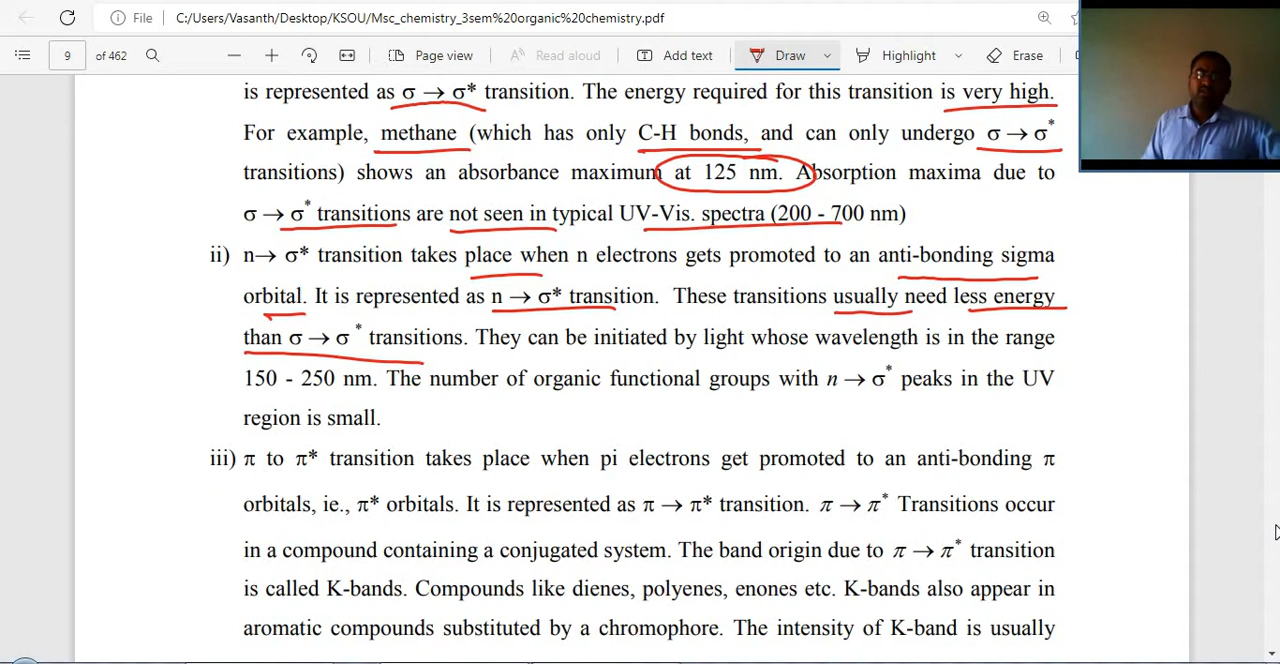 File C:/Users/Vasanth/Desktop/KSOU/Msc_chemistry_3sem%20organic%20chemistry.pdf
9 of 462 Page view Read aloud Add text Draw Highlight Erase
is represented as σ → σ* transition. The energy required for this transition is very high.
For example, methane (which has only C-H bonds, and can only undergo σ → σ*
transitions) shows an absorbance maximum at 125 nm. Absorption maxima due to
σ → σ* transitions are not seen in typical UV-Vis. spectra (200 - 700 nm)
ii) n→ σ* transition takes place when n electrons gets promoted to an anti-bonding sigma
orbital. It is represented as n → σ* transition. These transitions usually need less energy
than σ → σ* transitions. They can be initiated by light whose wavelength is in the range
150 - 250 nm. The number of organic functional groups with n → σ* peaks in the UV
region is small.
iii) π to π* transition takes place when pi electrons get promoted to an anti-bonding π
orbitals, ie., π* orbitals. It is represented as π → π* transition. π → π* Transitions occur
in a compound containing a conjugated system. The band origin due to π → π* transition
is called K-bands. Compounds like dienes, polyenes, enones etc. K-bands also appear in
aromatic compounds substituted by a chromophore. The intensity of K-band is usually